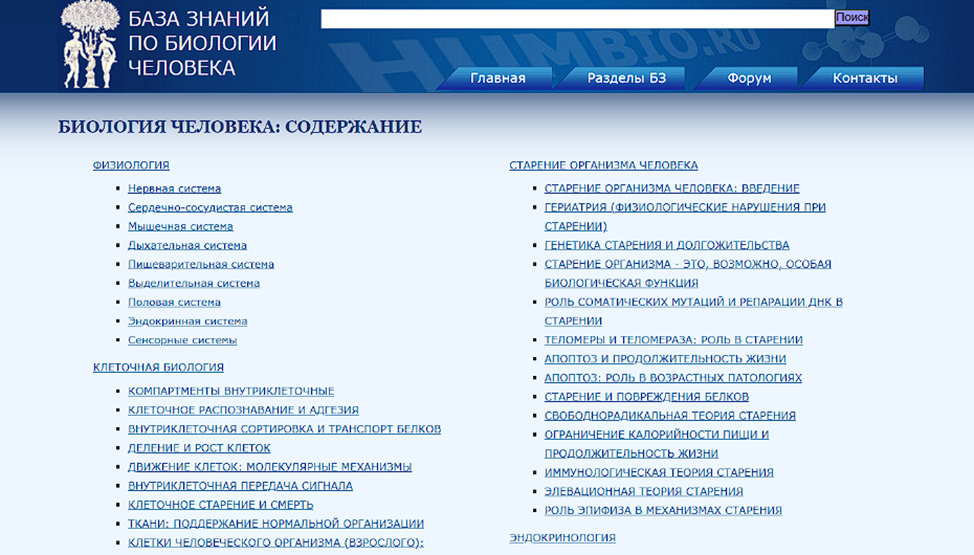 БАЗА ЗНАНИЙ
ПО БИОЛОГИИ
ЧЕЛОВЕКА
Поиск
HUMBIO.RU
Главная
Разделы БЗ
Форум
Контакты
БИОЛОГИЯ ЧЕЛОВЕКА: СОДЕРЖАНИЕ
ФИЗИОЛОГИЯ
Нервная система
Сердечно-сосудистая система
Мышечная система
Дыхательная система
Пищеварительная система
Выделительная система
Половая система
Эндокринная система
Сенсорные системы
КЛЕТОЧНАЯ БИОЛОГИЯ
КОМПАРТМЕНТЫ ВНУТРИКЛЕТОЧНЫЕ
КЛЕТОЧНОЕ РАСПОЗНАВАНИЕ И АДГЕЗИЯ
ВНУТРИКЛЕТОЧНАЯ СОРТИРОВКА И ТРАНСПОРТ БЕЛКОВ
ДЕЛЕНИЕ И РОСТ КЛЕТОК
ДВИЖЕНИЕ КЛЕТОК: МОЛЕКУЛЯРНЫЕ МЕХАНИЗМЫ
ВНУТРИКЛЕТОЧНАЯ ПЕРЕДАЧА СИГНАЛА
КЛЕТОЧНОЕ СТАРЕНИЕ И СМЕРТЬ
ТКАНИ: ПОДДЕРЖАНИЕ НОРМАЛЬНОЙ ОРГАНИЗАЦИИ
КЛЕТКИ ЧЕЛОВЕЧЕСКОГО ОРГАНИЗМА (ВЗРОСЛОГО):
СТАРЕНИЕ ОРГАНИЗМА ЧЕЛОВЕКА
СТАРЕНИЕ ОРГАНИЗМА ЧЕЛОВЕКА: ВВЕДЕНИЕ
ГЕРИАТРИЯ (ФИЗИОЛОГИЧЕСКИЕ НАРУШЕНИЯ ПРИ
СТАРЕНИИ)
ГЕНЕТИКА СТАРЕНИЯ И ДОЛГОЖИТЕЛЬСТВА
СТАРЕНИЕ ОРГАНИЗМА - ЭТО, ВОЗМОЖНО, ОСОБАЯ
БИОЛОГИЧЕСКАЯ ФУНКЦИЯ
РОЛЬ СОМАТИЧЕСКИХ МУТАЦИЙ И РЕПАРАЦИИ ДНК В
СТАРЕНИИ
ТЕЛОМЕРЫ И ТЕЛОМЕРАЗА: РОЛЬ В СТАРЕНИИ
АПОПТОЗ И ПРОДОЛЖИТЕЛЬНОСТЬ ЖИЗНИ
АПОПТОЗ: РОЛЬ В ВОЗРАСТНЫХ ПАТОЛОГИЯХ
СТАРЕНИЕ И ПОВРЕЖДЕНИЯ БЕЛКОВ
СВОБОДНОРАДИКАЛЬНАЯ ТЕОРИЯ СТАРЕНИЯ
ОГРАНИЧЕНИЕ КАЛОРИЙНОСТИ ПИЩИ И
ПРОДОЛЖИТЕЛЬНОСТЬ ЖИЗНИ
ИММУНОЛОГИЧЕСКАЯ ТЕОРИЯ СТАРЕНИЯ
ЭЛЕВАЦИОННАЯ ТЕОРИЯ СТАРЕНИЯ
РОЛЬ ЭПИФИЗА В МЕХАНИЗМАХ СТАРЕНИЯ
ЭНДОКРИНОЛОГИЯ